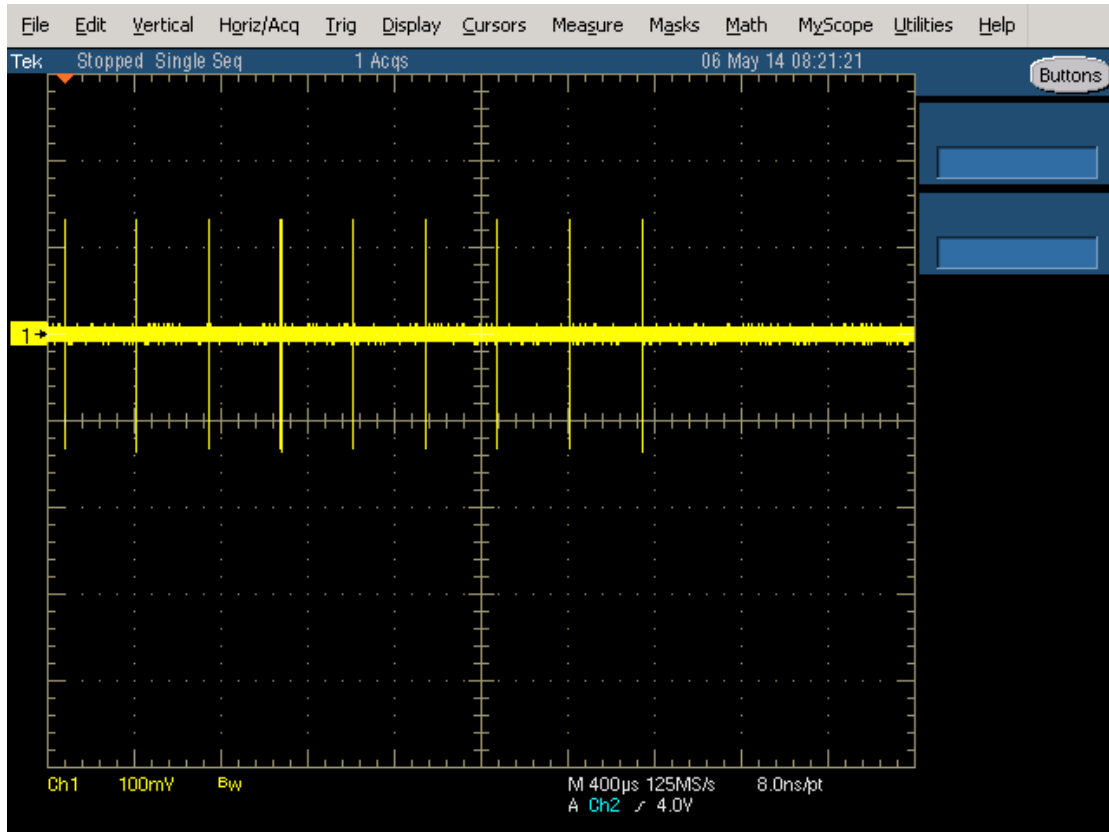 File Edit Vertical Horiz/Acq Trig Display Cursors Measure Masks Math MyScope Utilities Help
Tek Stopped Single Seq 1 Acqs 06 May 14 08:21:21
Buttons
1
Ch1 100mV Bw M 400µs 125MS/s 8.0ns/pt
A Ch2 4.0V